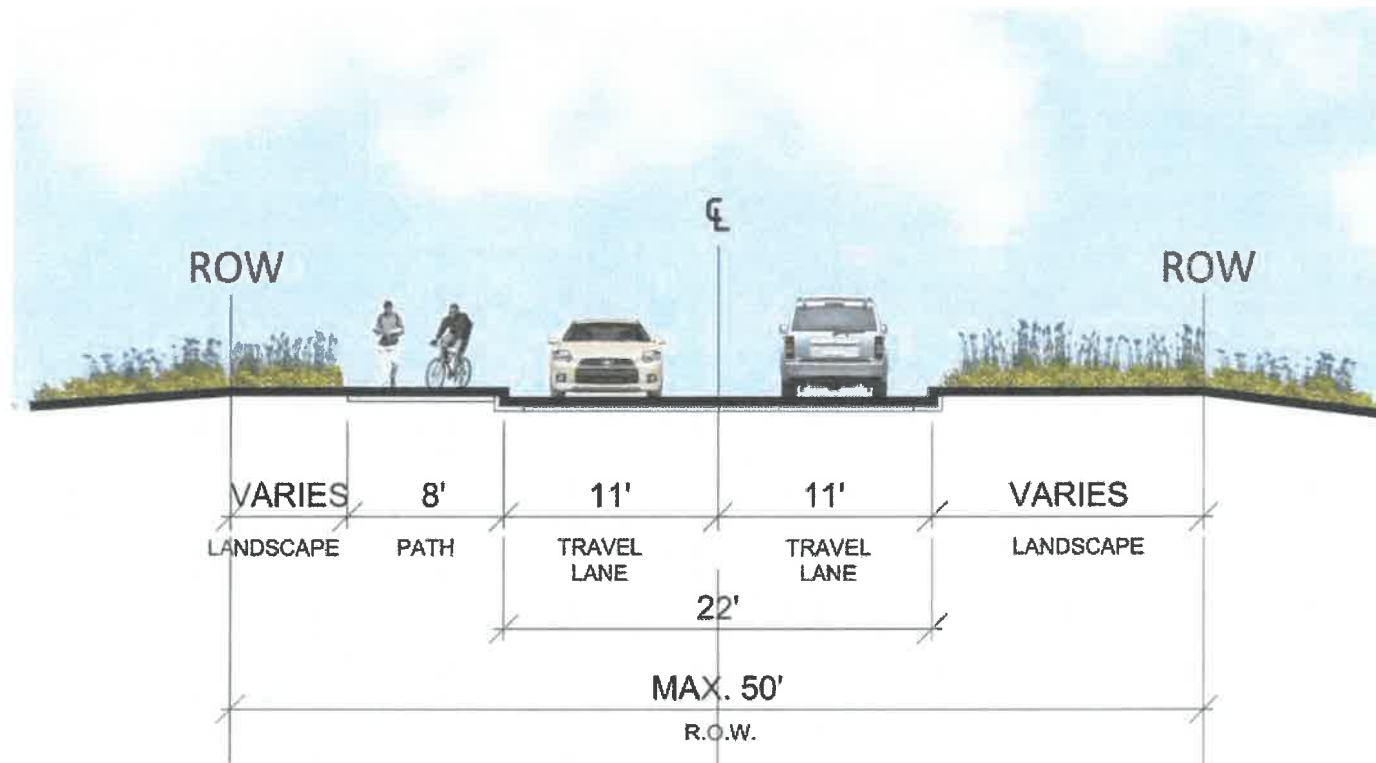 ℄
ROW
ROW
VARIES
8'
11'
11'
VARIES
LANDSCAPE
PATH
TRAVEL
LANE
TRAVEL
LANE
LANDSCAPE
22'
MAX. 50'
R.O.W.